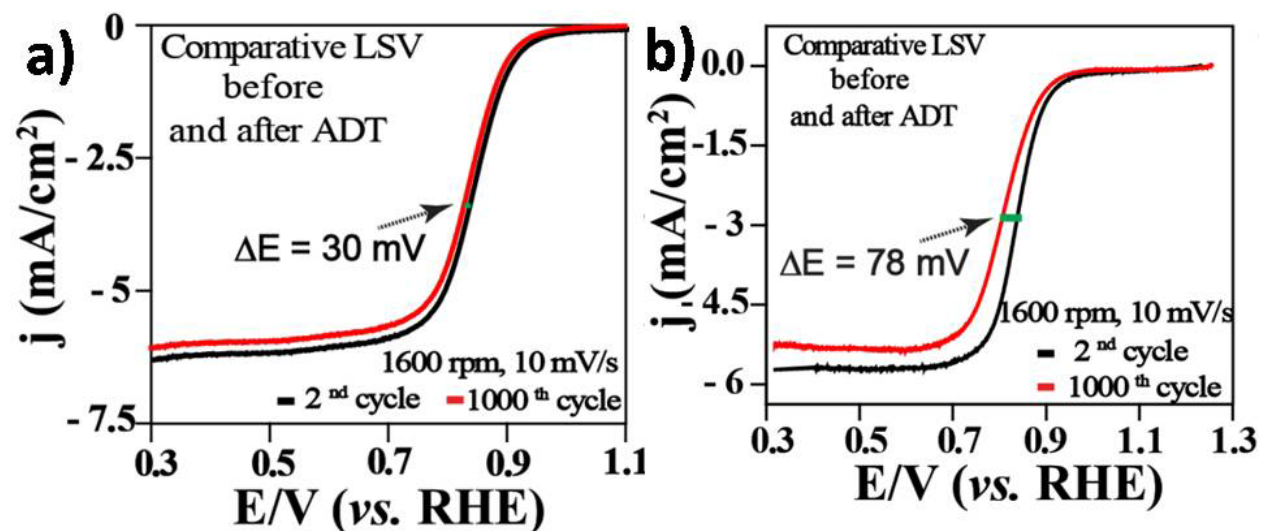 a)
Comparative LSV
before
and after ADT
ΔE = 30 mV
1600 rpm, 10 mV/s
2 nd cycle 1000 th cycle
0
- 2.5
-5
- 7.5
j (mA/cm²)
0.3 0.5 0.7 0.9 1.1
E/V (vs. RHE)
b)
Comparative LSV
before
and after ADT
ΔE = 78 mV
1600 rpm, 10 mV/s
2 nd cycle
1000 th cycle
0.0
-1.5
-3
-4.5
-6
j (mA/cm²)
0.3 0.5 0.7 0.9 1.1 1.3
E/V (vs. RHE)